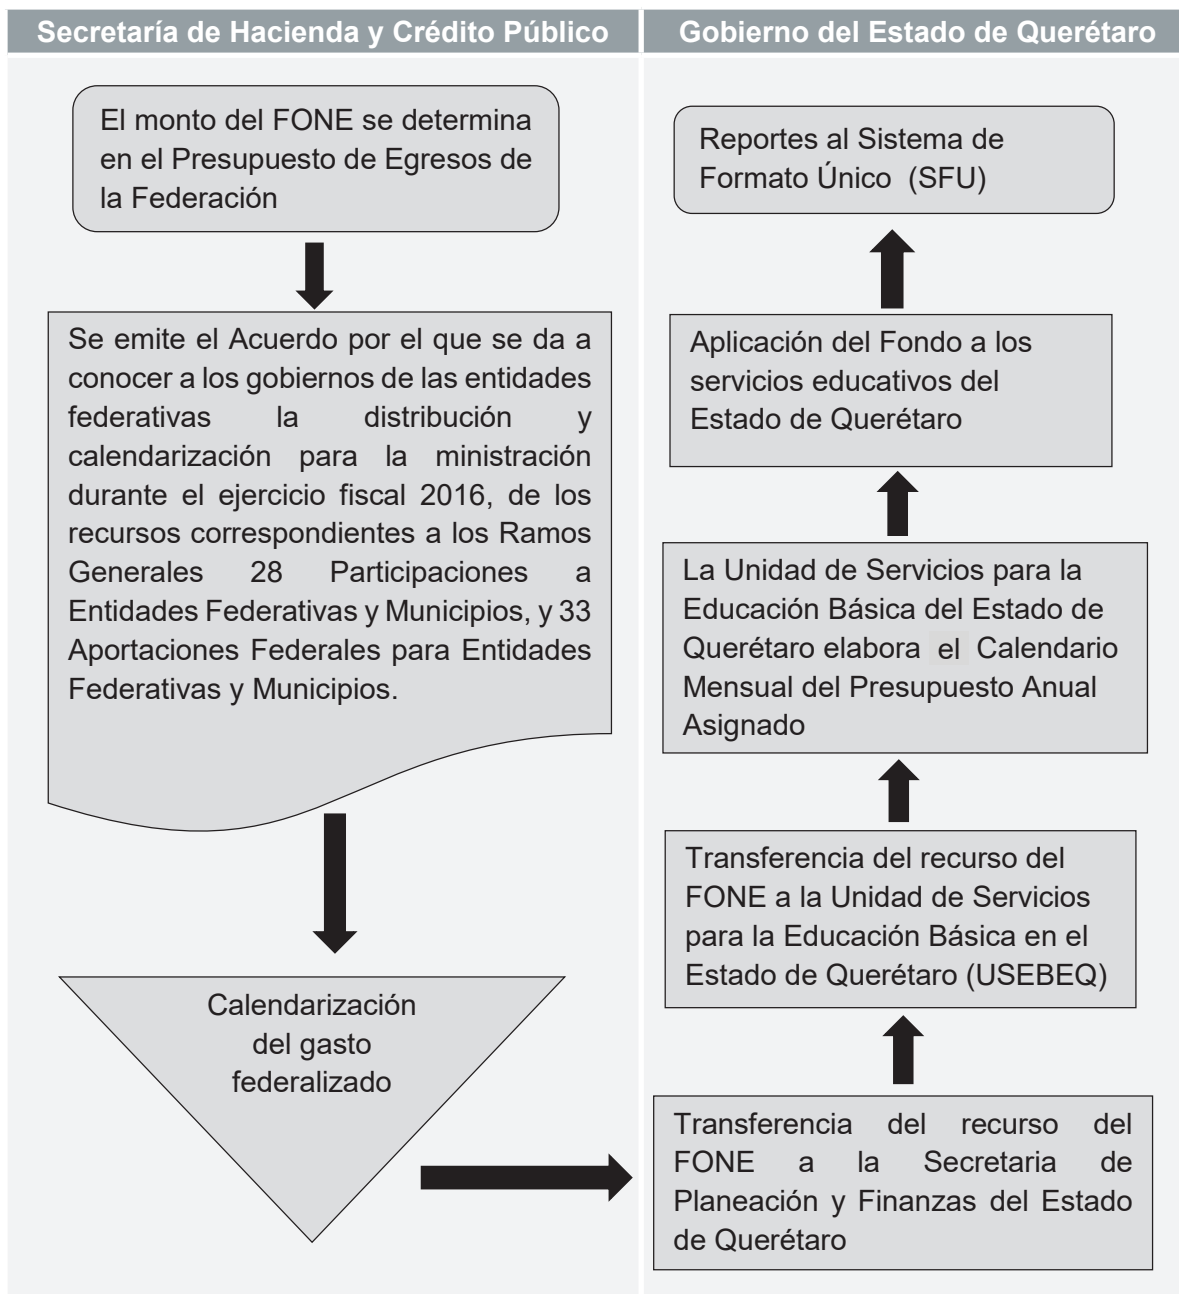 Secretaría de Hacienda y Crédito Público
El monto del FONE se determina
en el Presupuesto de Egresos de
la Federación
Se emite el Acuerdo por el que se da a
conocer a los gobiernos de las entidades
federativas la distribución y
calendarización para la ministración
durante el ejercicio fiscal 2016, de los
recursos correspondientes a los Ramos
Generales 28 Participaciones a
Entidades Federativas y Municipios, y 33
Aportaciones Federales para Entidades
Federativas y Municipios.
Calendarización
del gasto
federalizado
Gobierno del Estado de Querétaro
Reportes al Sistema de
Formato Único (SFU)
Aplicación del Fondo a los
servicios educativos del
Estado de Querétaro
La Unidad de Servicios para la
Educación Básica del Estado de
Querétaro elabora el Calendario
Mensual del Presupuesto Anual
Asignado
Transferencia del recurso del
FONE a la Unidad de Servicios
para la Educación Básica en el
Estado de Querétaro (USEBEQ)
Transferencia del recurso del
FONE a la Secretaria de
Planeación y Finanzas del Estado
de Querétaro